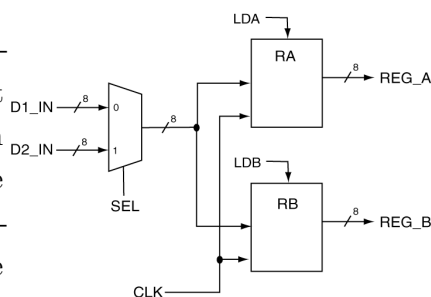 LDA
RA
8
REG_A
t
D1_IN
8
0
8
n
D2_IN
8
1
e
LDB
SEL
RB
8
REG_B
e
CLK